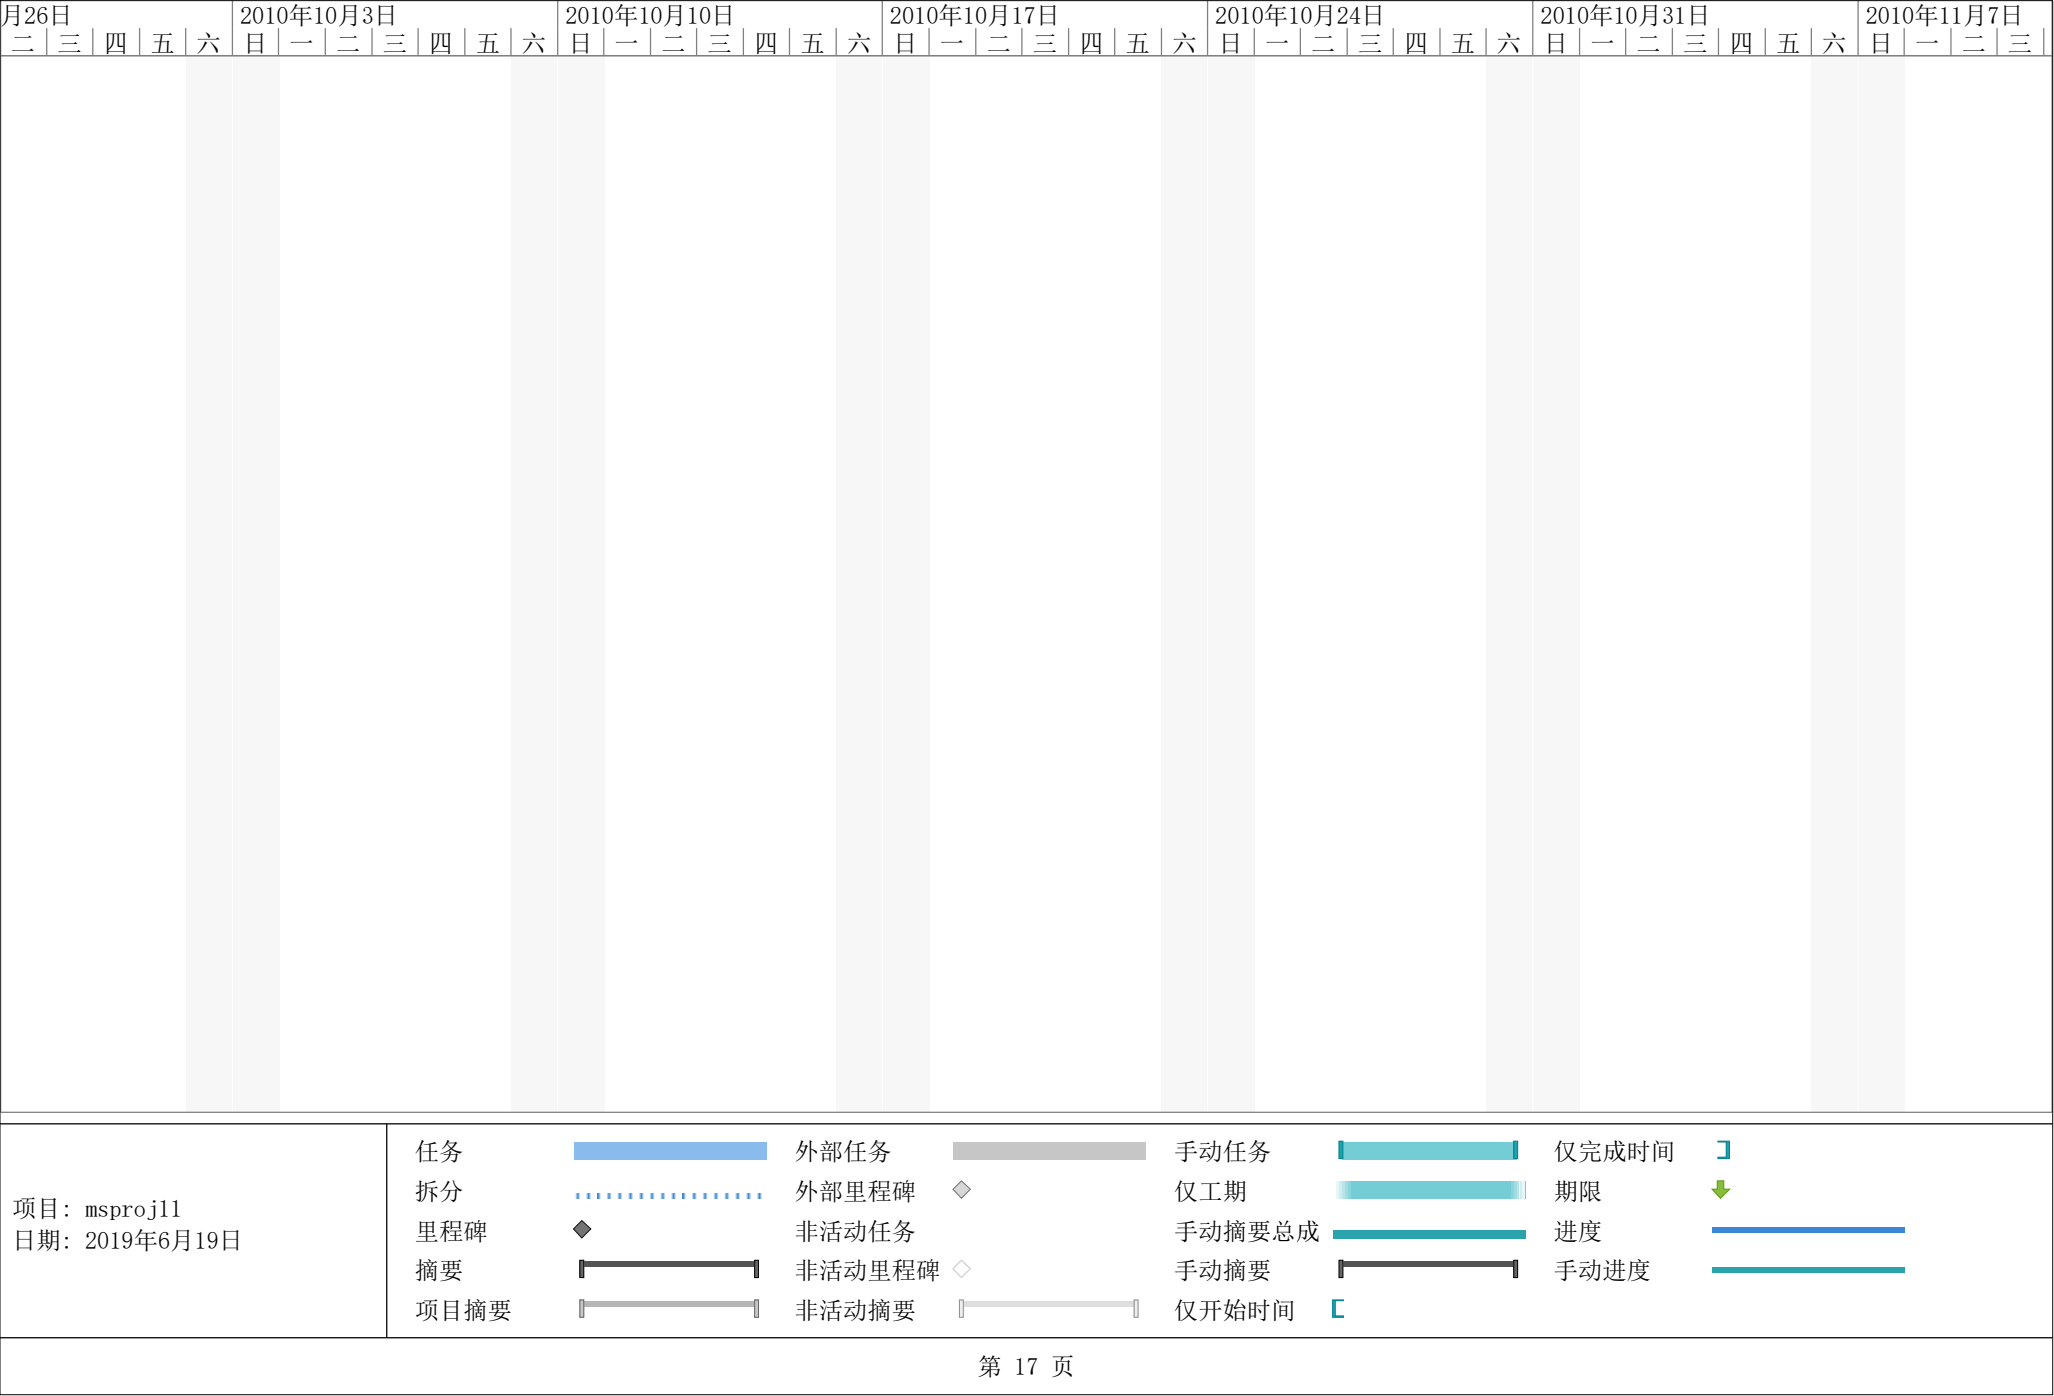 月26日 2010年10月3日 2010年10月10日 2010年10月17日 2010年10月24日 2010年10月31日 2010年11月7日
二 三 四 五 六 日 一 二 三 四 五 六 日 一 二 三 四 五 六 日 一 二 三 四 五 六 日 一 二 三 四 五 六 日 一 二 三 四 五 六 日 一 二 三
项目: msproj11
日期: 2019年6月19日
任务 外部任务 手动任务 仅完成时间
拆分 外部里程碑 仅工期 期限
里程碑 非活动任务 手动摘要总成 进度
摘要 非活动里程碑 手动摘要 手动进度
项目摘要 非活动摘要 仅开始时间
第 17 页